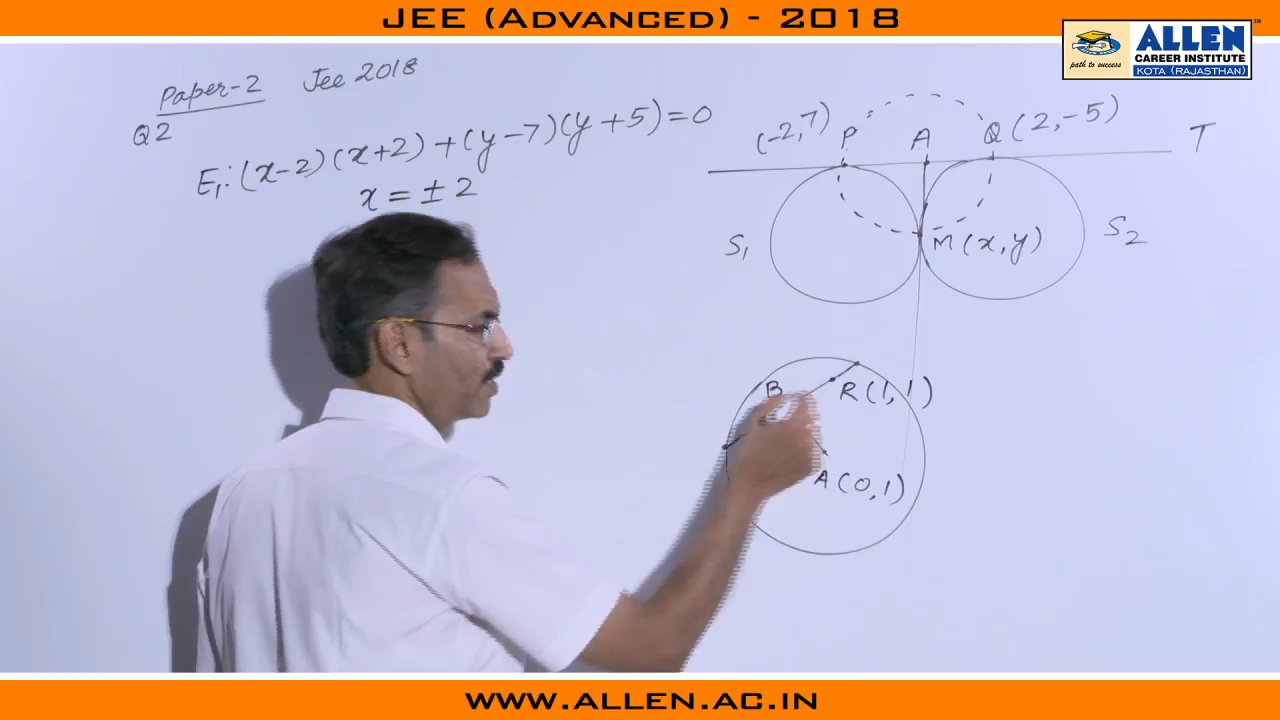 JEE (ADVANCED) - 2018
ALLEN™
CAREER INSTITUTE
path to success
KOTA (RAJASTHAN)
Paper-2 Jee 2018
Q2
E₁: (x-2)(x+2)+(y-7)(y+5)=0
x = ± 2
(-2,7) P A Q (2,-5) T
S₁ M(x,y) S₂
B R(1,1)
A(0,1)
WWW.ALLEN.AC.IN